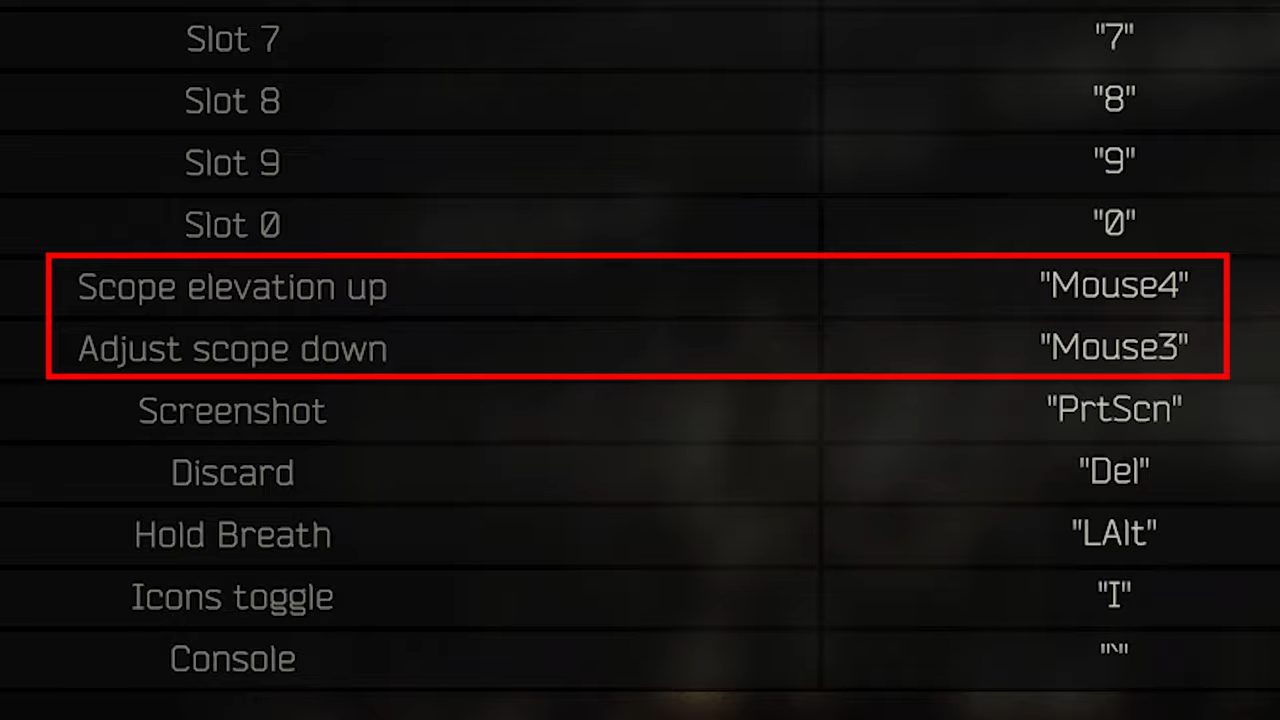 Slot 7 "7"
Slot 8 "8"
Slot 9 "9"
Slot 0 "0"
Scope elevation up "Mouse4"
Adjust scope down "Mouse3"
Screenshot "PrtScn"
Discard "Del"
Hold Breath "LAlt"
Icons toggle "I"
Console "`"